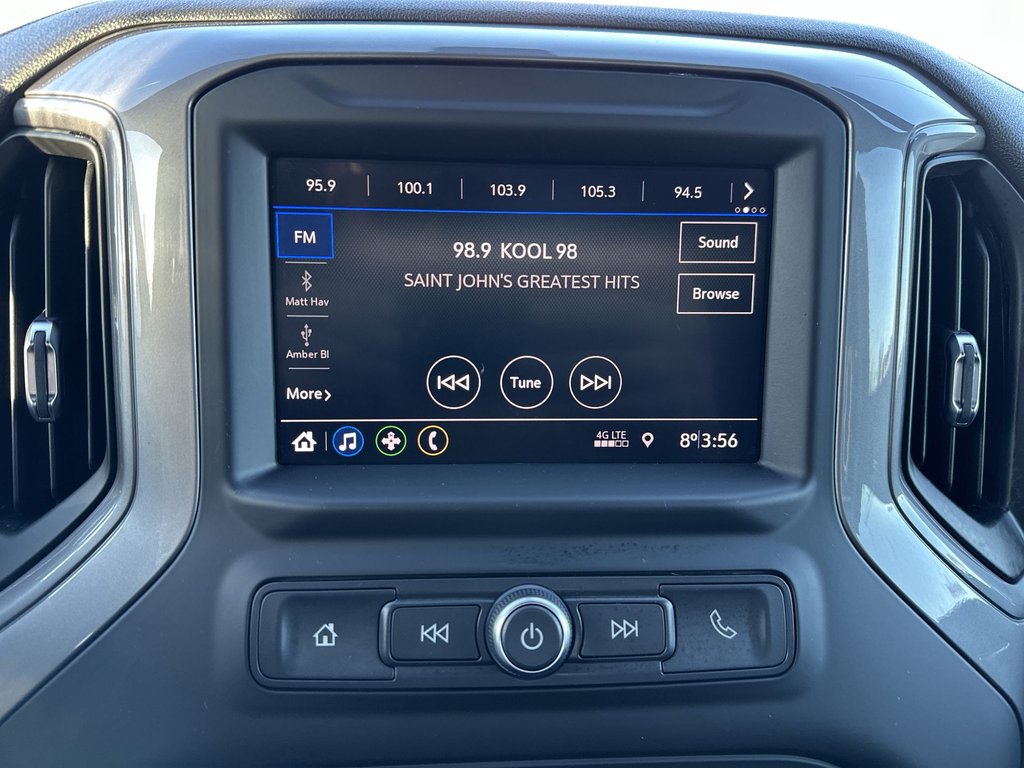 95.9 100.1 103.9 105.3 94.5
FM
98.9 KOOL 98
SAINT JOHN'S GREATEST HITS
Sound
Browse
Matt Hav
Amber Bl
More
Tune
4G LTE
8° 3:56